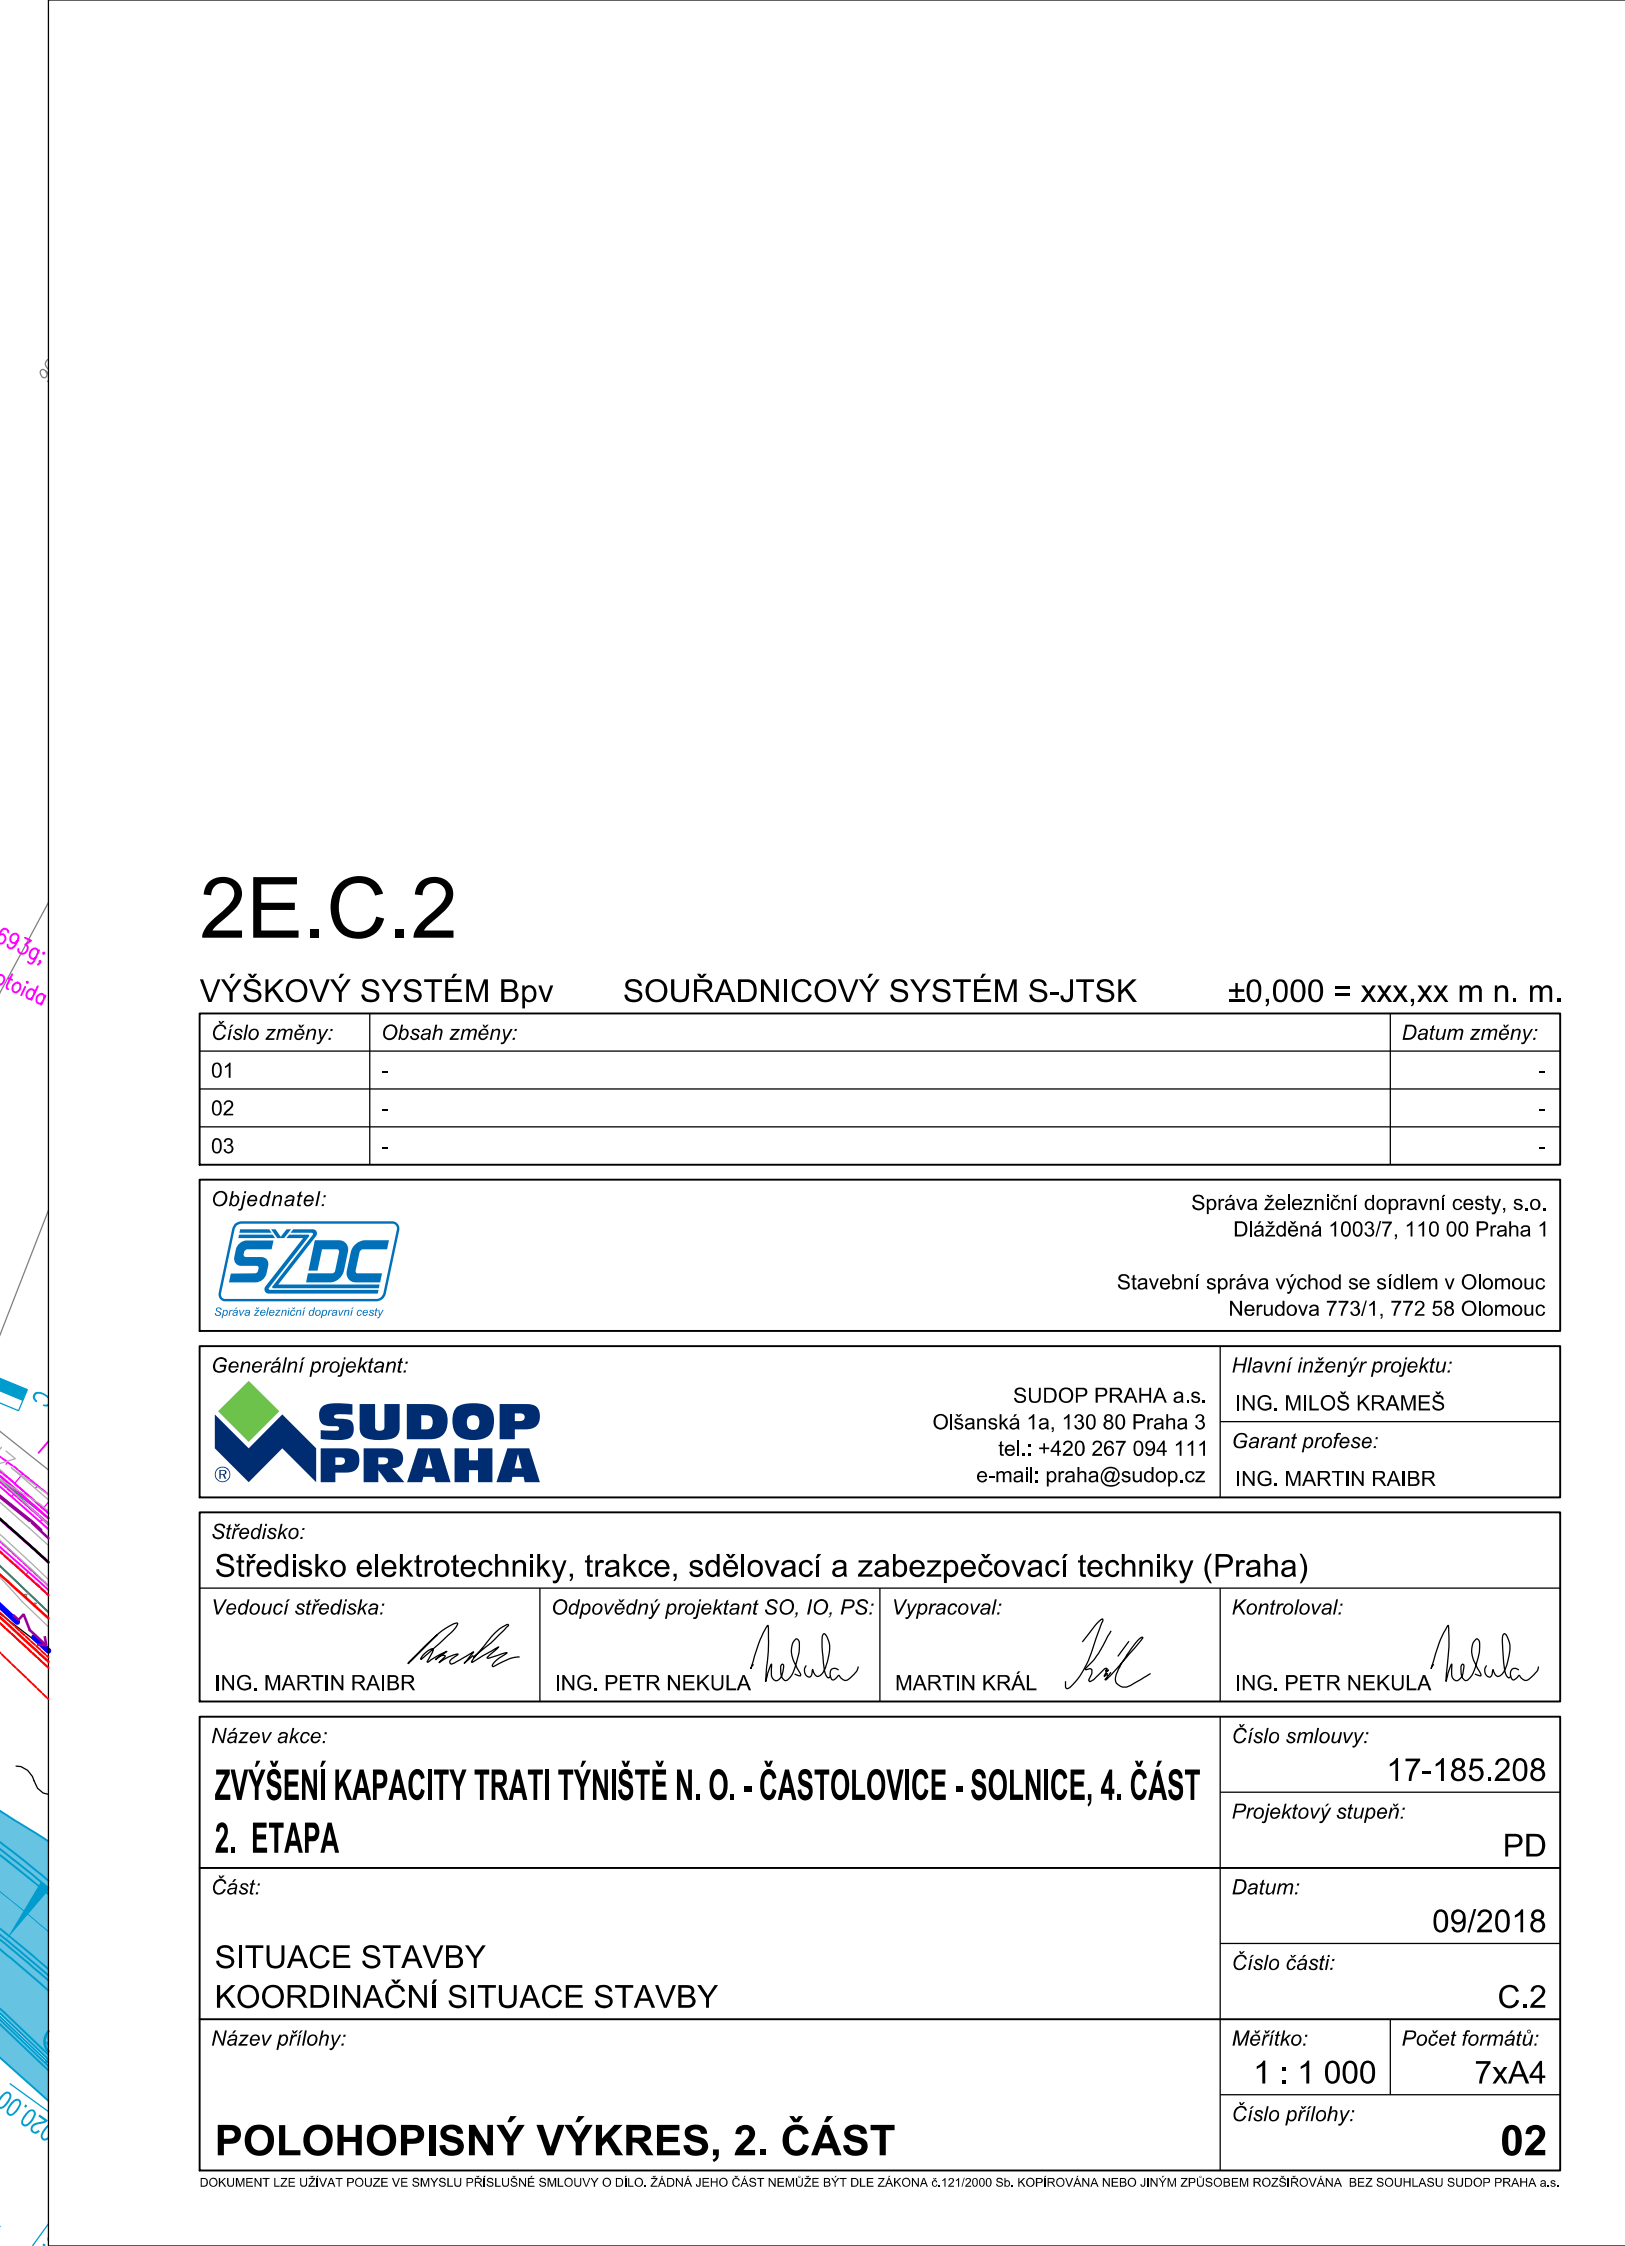 2E.C.2
VÝŠKOVÝ SYSTÉM Bpv SOUŘADNICOVÝ SYSTÉM S-JTSK ±0,000 = xxx,xx m n. m.
Číslo změny: Obsah změny: Datum změny:
01 - -
02 - -
03 - -
Objednatel:
ŠŽDC
Správa železniční dopravní cesty
Správa železniční dopravní cesty, s.o.
Dlážděná 1003/7, 110 00 Praha 1
Stavební správa východ se sídlem v Olomouc
Nerudova 773/1, 772 58 Olomouc
Generální projektant:
SUDOP
PRAHA
®
SUDOP PRAHA a.s.
Olšanská 1a, 130 80 Praha 3
tel.: +420 267 094 111
e-mail: praha@sudop.cz
Hlavní inženýr projektu:
ING. MILOŠ KRAMEŠ
Garant profese:
ING. MARTIN RAIBR
Středisko:
Středisko elektrotechniky, trakce, sdělovací a zabezpečovací techniky (Praha)
Vedoucí střediska:
ING. MARTIN RAIBR
Odpovědný projektant SO, IO, PS:
ING. PETR NEKULA
Vypracoval:
MARTIN KRÁL
Kontroloval:
ING. PETR NEKULA
Název akce:
ZVÝŠENÍ KAPACITY TRATI TÝNIŠTĚ N. O. - ČASTOLOVICE - SOLNICE, 4. ČÁST
2. ETAPA
Číslo smlouvy:
17-185.208
Projektový stupeň:
PD
Část:
SITUACE STAVBY
KOORDINAČNÍ SITUACE STAVBY
Datum:
09/2018
Číslo části:
C.2
Název přílohy:
POLOHOPISNÝ VÝKRES, 2. ČÁST
Měřítko:
1 : 1 000
Počet formátů:
7xA4
Číslo přílohy:
02
DOKUMENT LZE UŽÍVAT POUZE VE SMYSLU PŘÍSLUŠNÉ SMLOUVY O DÍLO. ŽÁDNÁ JEHO ČÁST NEMŮŽE BÝT DLE ZÁKONA č.121/2000 Sb. KOPÍROVÁNA NEBO JINÝM ZPŮSOBEM ROZŠIŘOVÁNA BEZ SOUHLASU SUDOP PRAHA a.s.